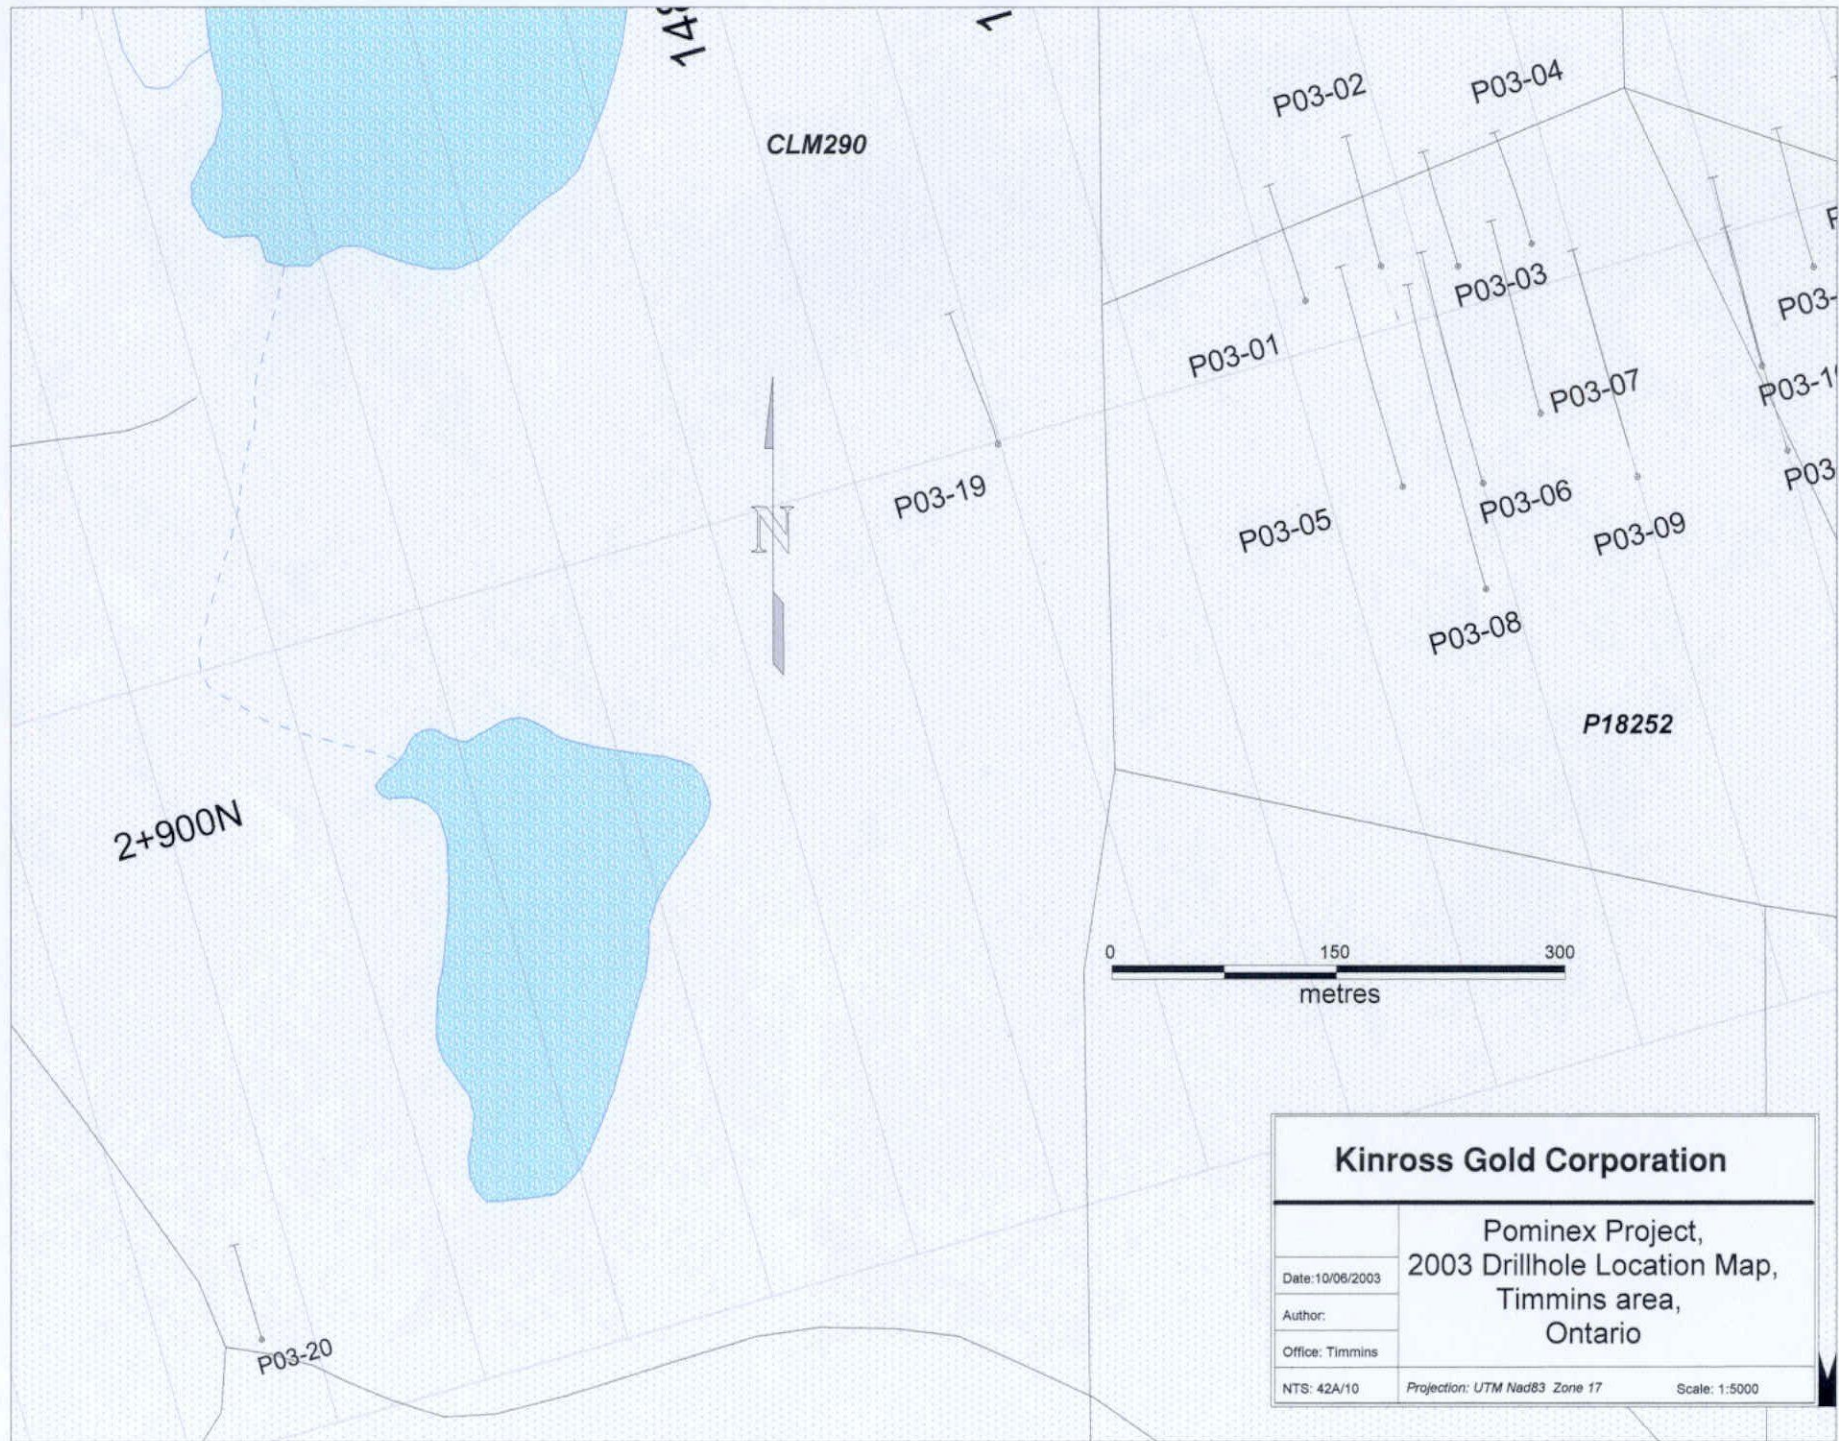 CLM290
P03-02
P03-04
P03-03
P03-01
P03-07
P03-19
P03-05
P03-06
P03-09
P03-08
P18252
2+900N
0 150 300
metres
P03-20
Kinross Gold Corporation
Pominex Project,
2003 Drillhole Location Map,
Timmins area,
Ontario
Date:10/06/2003
Author:
Office: Timmins
NTS: 42A/10
Projection: UTM Nad83 Zone 17
Scale: 1:5000
N